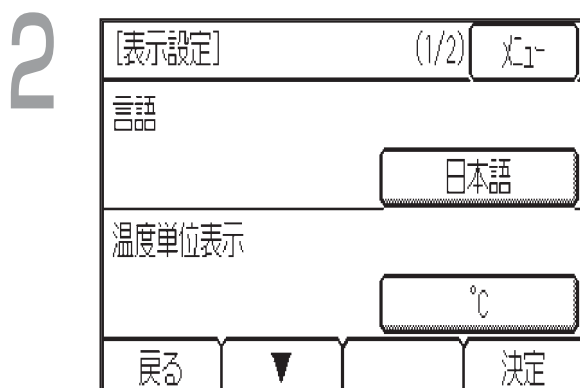 2
[表示設定] (1/2) メニュー
言語
日本語
温度単位表示
℃
戻る ▼ 決定